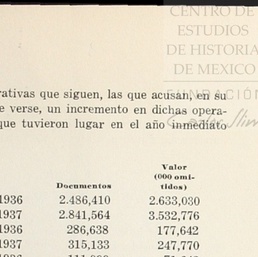 CENTRO DE
ESTUDIOS
DE HISTORIA
DE MEXICO
FUNDACIÓN
rativas que siguen, las que acusan, en su
e verse, un incremento en dichas opera-
que tuvieron lugar en el año inmediato
Documentos Valor
(000 omi-
tidos)
1936 2.486,410 2.633,030
1937 2.841,564 3.532,776
1936 286,638 177,642
1937 315,133 247,770